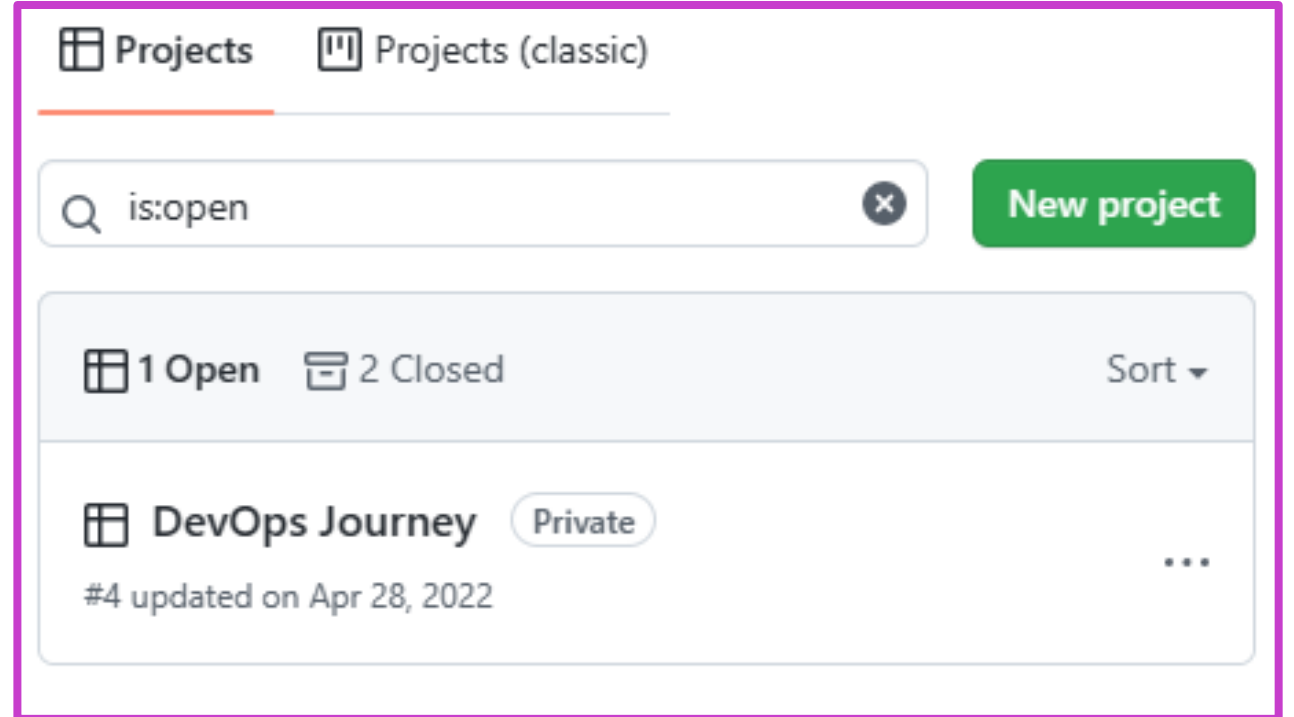 Projects Projects (classic)
is:open
New project
1 Open 2 Closed Sort
DevOps Journey Private
#4 updated on Apr 28, 2022